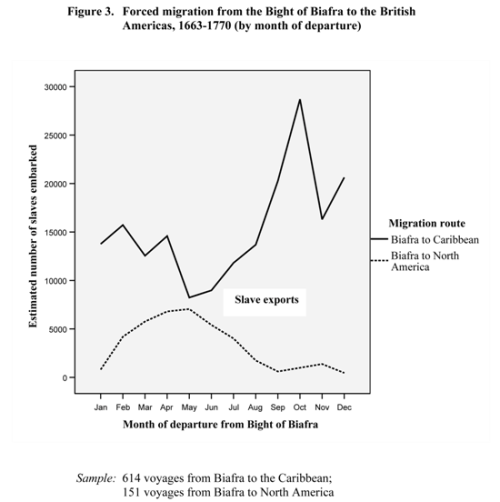 Figure 3. Forced migration from the Bight of Biafra to the British
Americas, 1663-1770 (by month of departure)
30000
25000
20000
15000
10000
5000
0
Estimated number of slaves embarked
Slave exports
Migration route
Biafra to Caribbean
Biafra to North
America
Jan Feb Mar Apr May Jun Jul Aug Sep Oct Nov Dec
Month of departure from Bight of Biafra
Sample: 614 voyages from Biafra to the Caribbean;
151 voyages from Biafra to North America